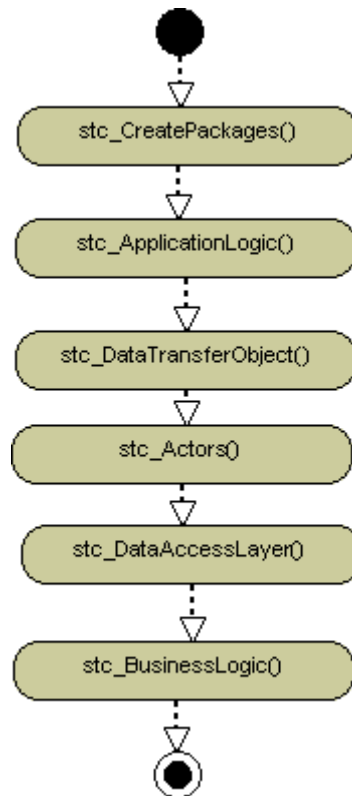 stc_CreatePackages()
stc_ApplicationLogic()
stc_DataTransferObject()
stc_Actors()
stc_DataAccessLayer()
stc_BusinessLogic()